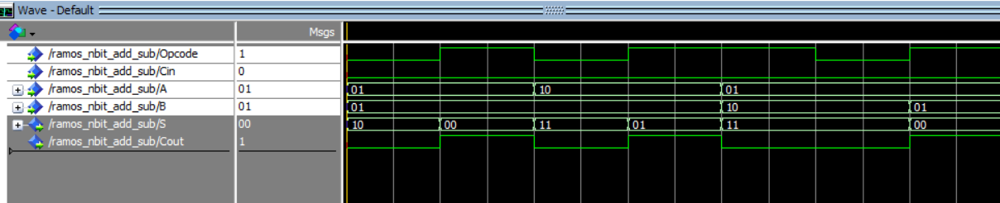 Wave - Default
Msgs
/ramos_nbit_add_sub/Opcode 1
/ramos_nbit_add_sub/Cin 0
/ramos_nbit_add_sub/A 01 01 10 01
/ramos_nbit_add_sub/B 01 01 10 01
/ramos_nbit_add_sub/S 00 10 00 11 01 11 00
/ramos_nbit_add_sub/Cout 1